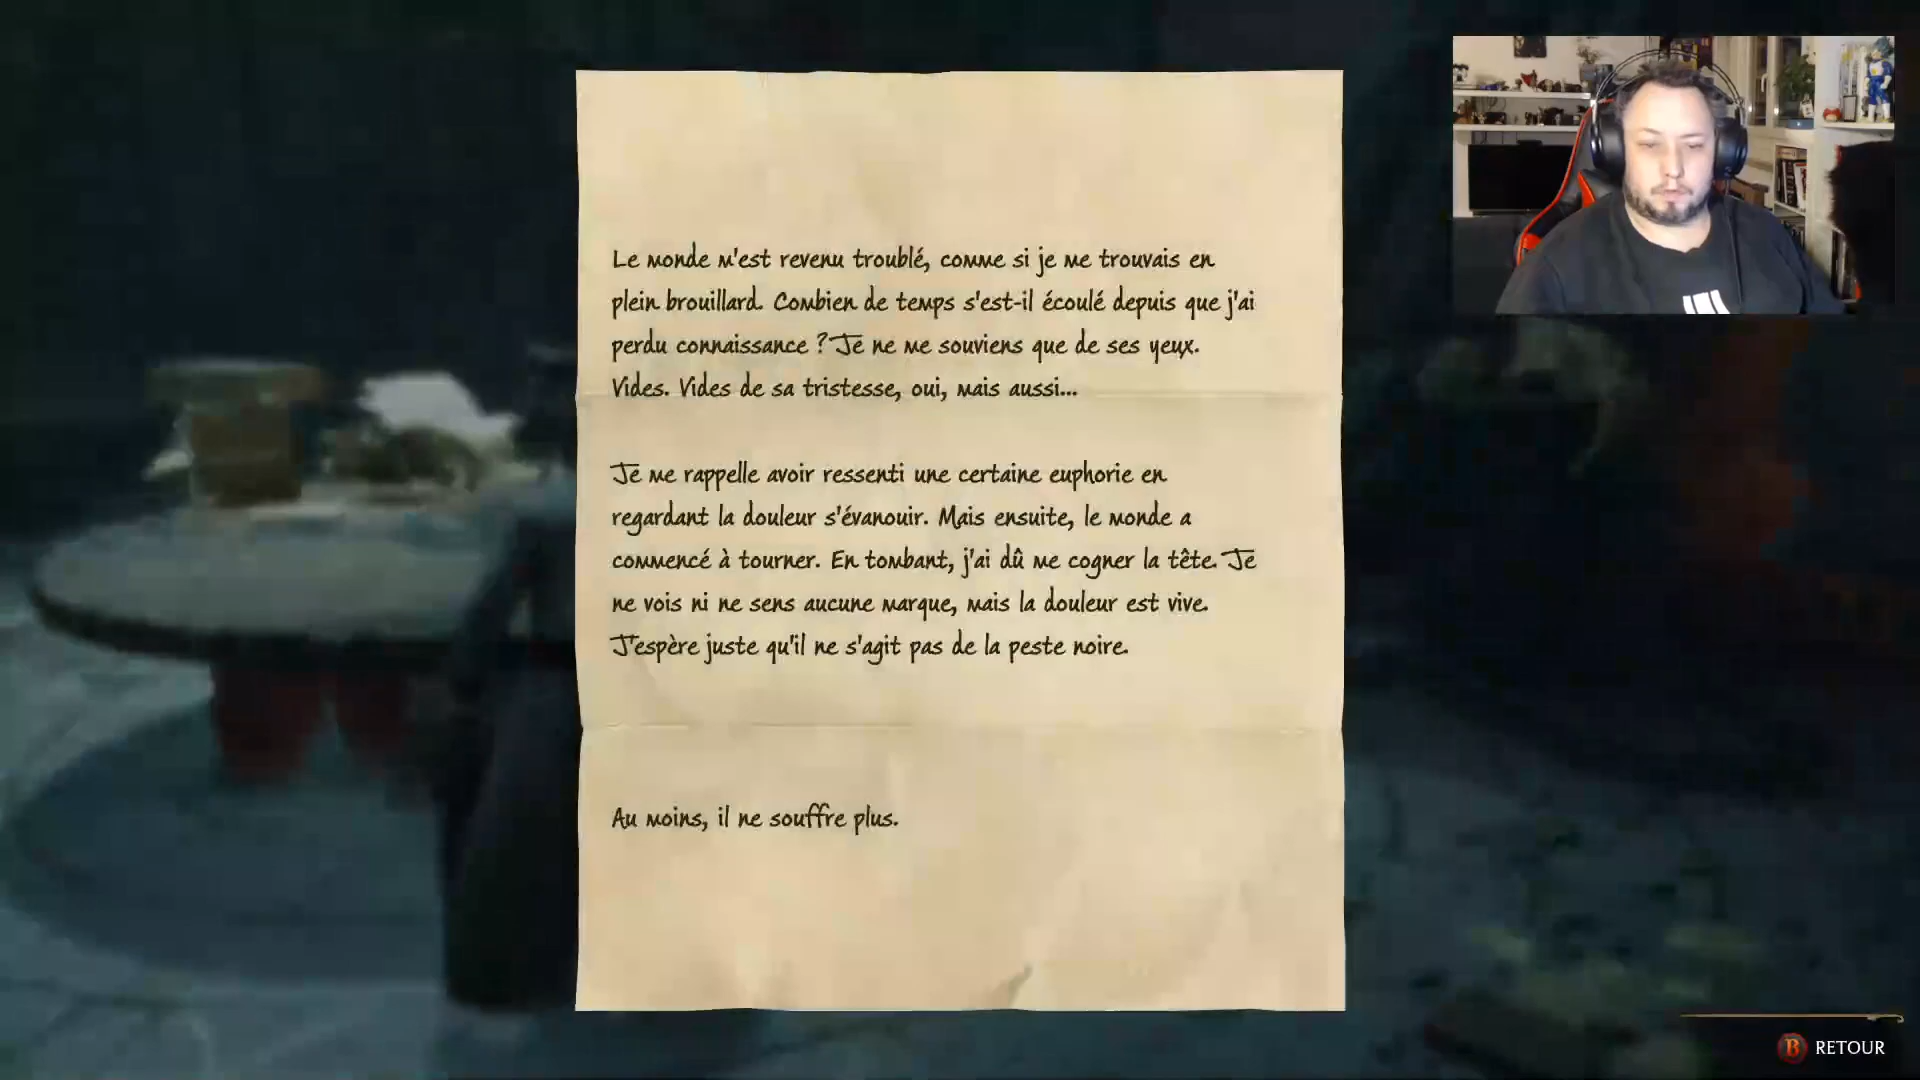 Le monde m'est revenu troublé, comme si je me trouvais en
plein brouillard. Combien de temps s'est-il écoulé depuis que j'ai
perdu connaissance ? Je ne me souviens que de ses yeux.
Vides. Vides de sa tristesse, oui, mais aussi...
Je me rappelle avoir ressenti une certaine euphorie en
regardant la douleur s'évanouir. Mais ensuite, le monde a
commencé à tourner. En tombant, j'ai dû me cogner la tête. Je
ne vois ni ne sens aucune marque, mais la douleur est vive.
J'espère juste qu'il ne s'agit pas de la peste noire.
Au moins, il ne souffre plus.
B RETOUR